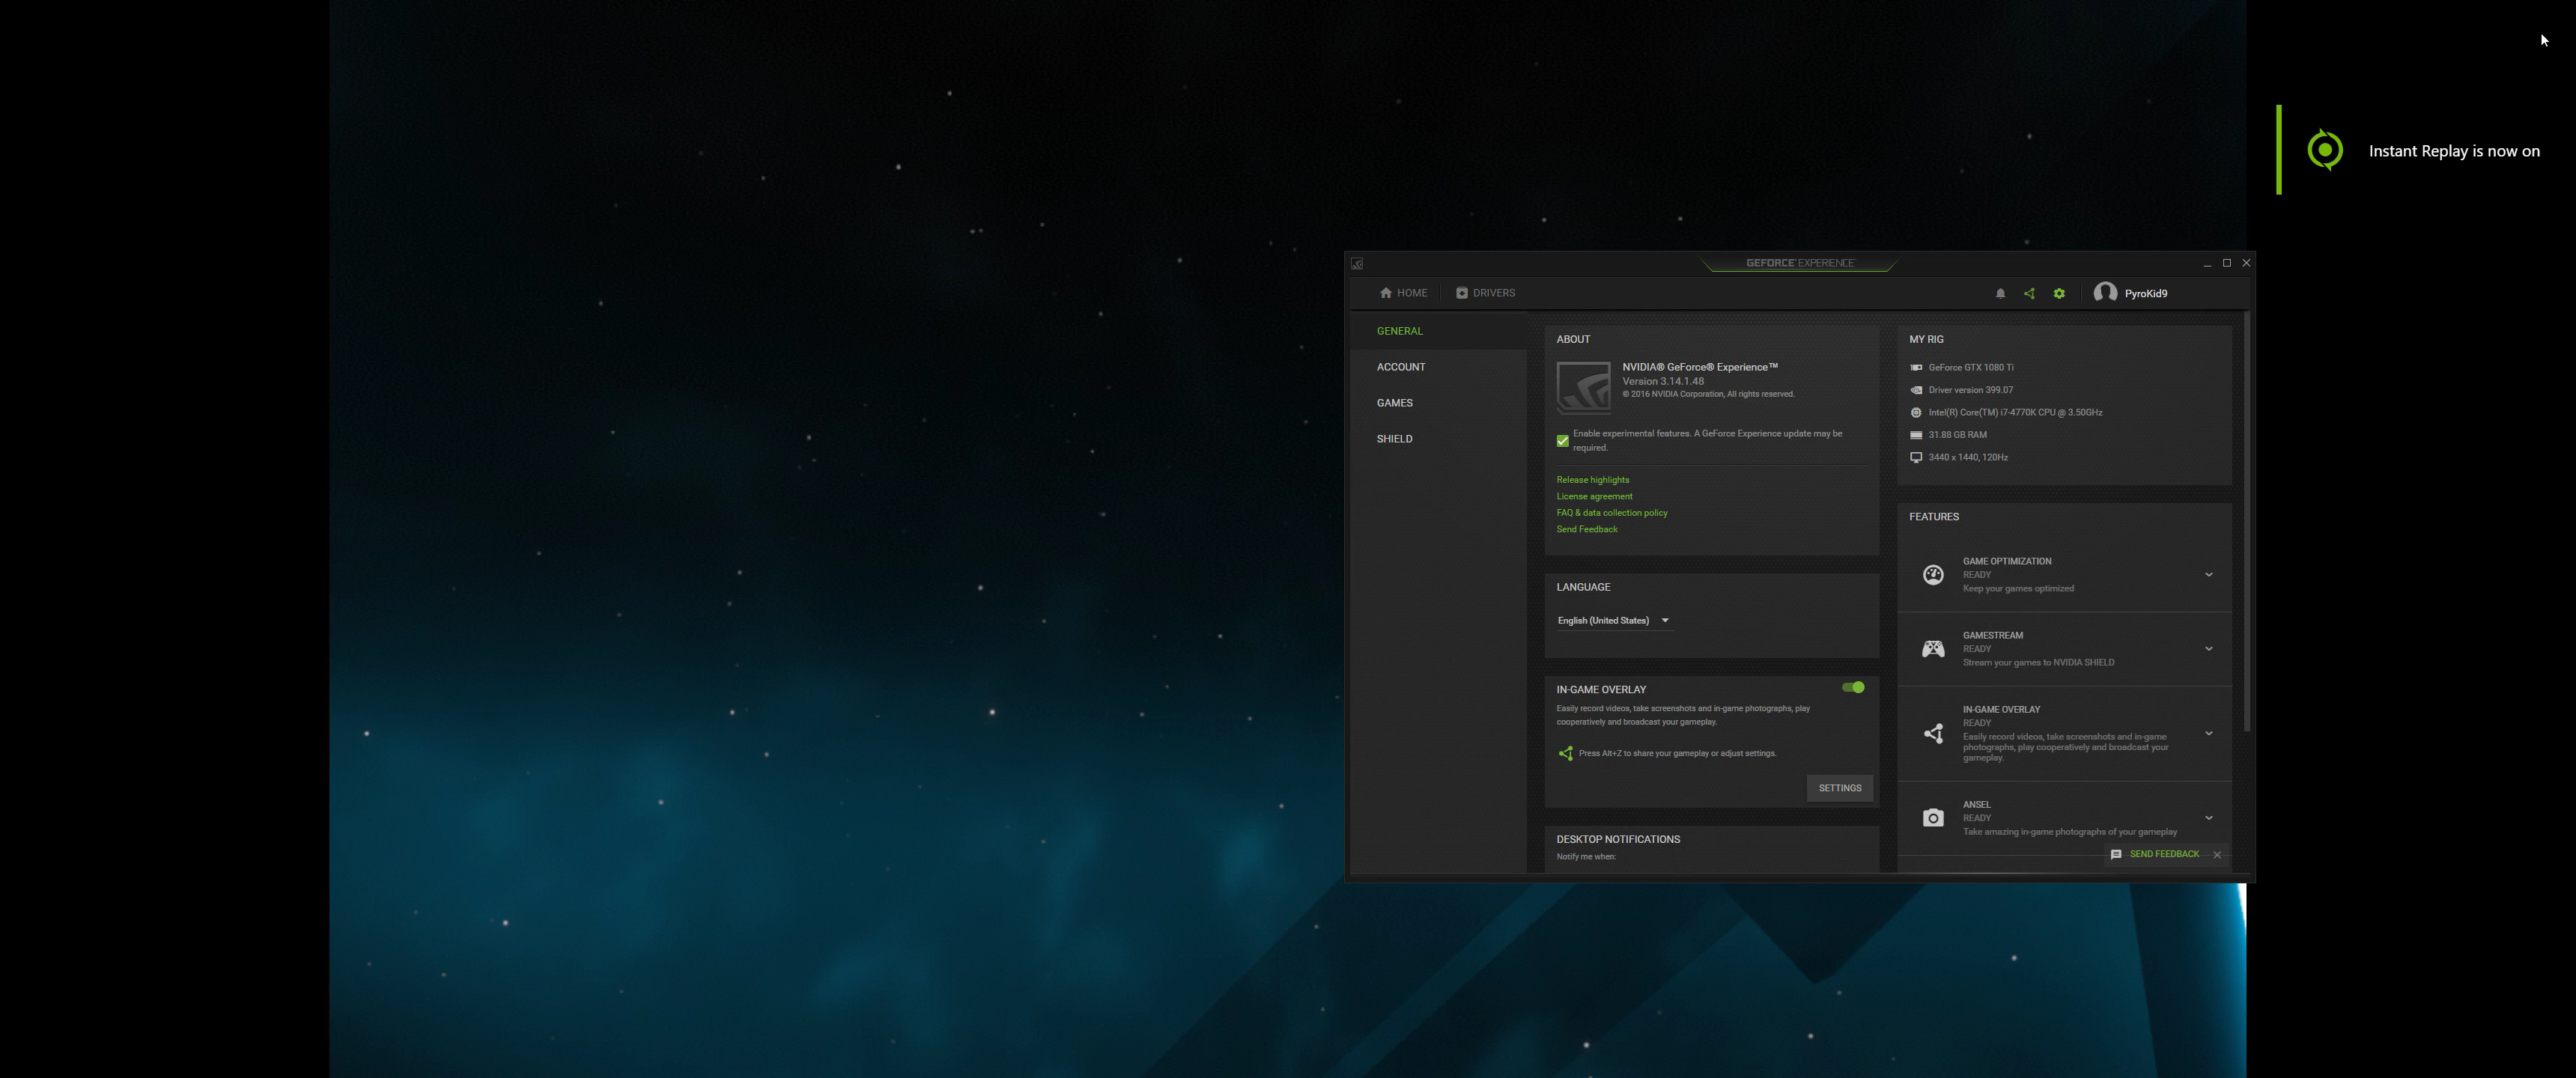 Instant Replay is now on
GEFORCE® EXPERIENCE™
HOME
DRIVERS
PyroKid9
GENERAL
ACCOUNT
GAMES
SHIELD
ABOUT
NVIDIA® GeForce® Experience™
Version 3.14.1.48
© 2016 NVIDIA Corporation, All rights reserved.
Enable experimental features. A GeForce Experience update may be
required.
Release highlights
License agreement
FAQ & data collection policy
Send Feedback
LANGUAGE
English (United States)
IN-GAME OVERLAY
Easily record videos, take screenshots and in-game photographs, play
cooperatively and broadcast your gameplay.
Press Alt+Z to share your gameplay or adjust settings.
SETTINGS
DESKTOP NOTIFICATIONS
Notify me when:
MY RIG
GeForce GTX 1080 Ti
Driver version 399.07
Intel(R) Core(TM) i7-4770K CPU @ 3.50GHz
31.88 GB RAM
3440 x 1440, 120Hz
FEATURES
GAME OPTIMIZATION
READY
Keep your games optimized
GAMESTREAM
READY
Stream your games to NVIDIA SHIELD
IN-GAME OVERLAY
READY
Easily record videos, take screenshots and in-game
photographs, play cooperatively and broadcast your
gameplay.
ANSEL
READY
Take amazing in-game photographs of your gameplay
SEND FEEDBACK